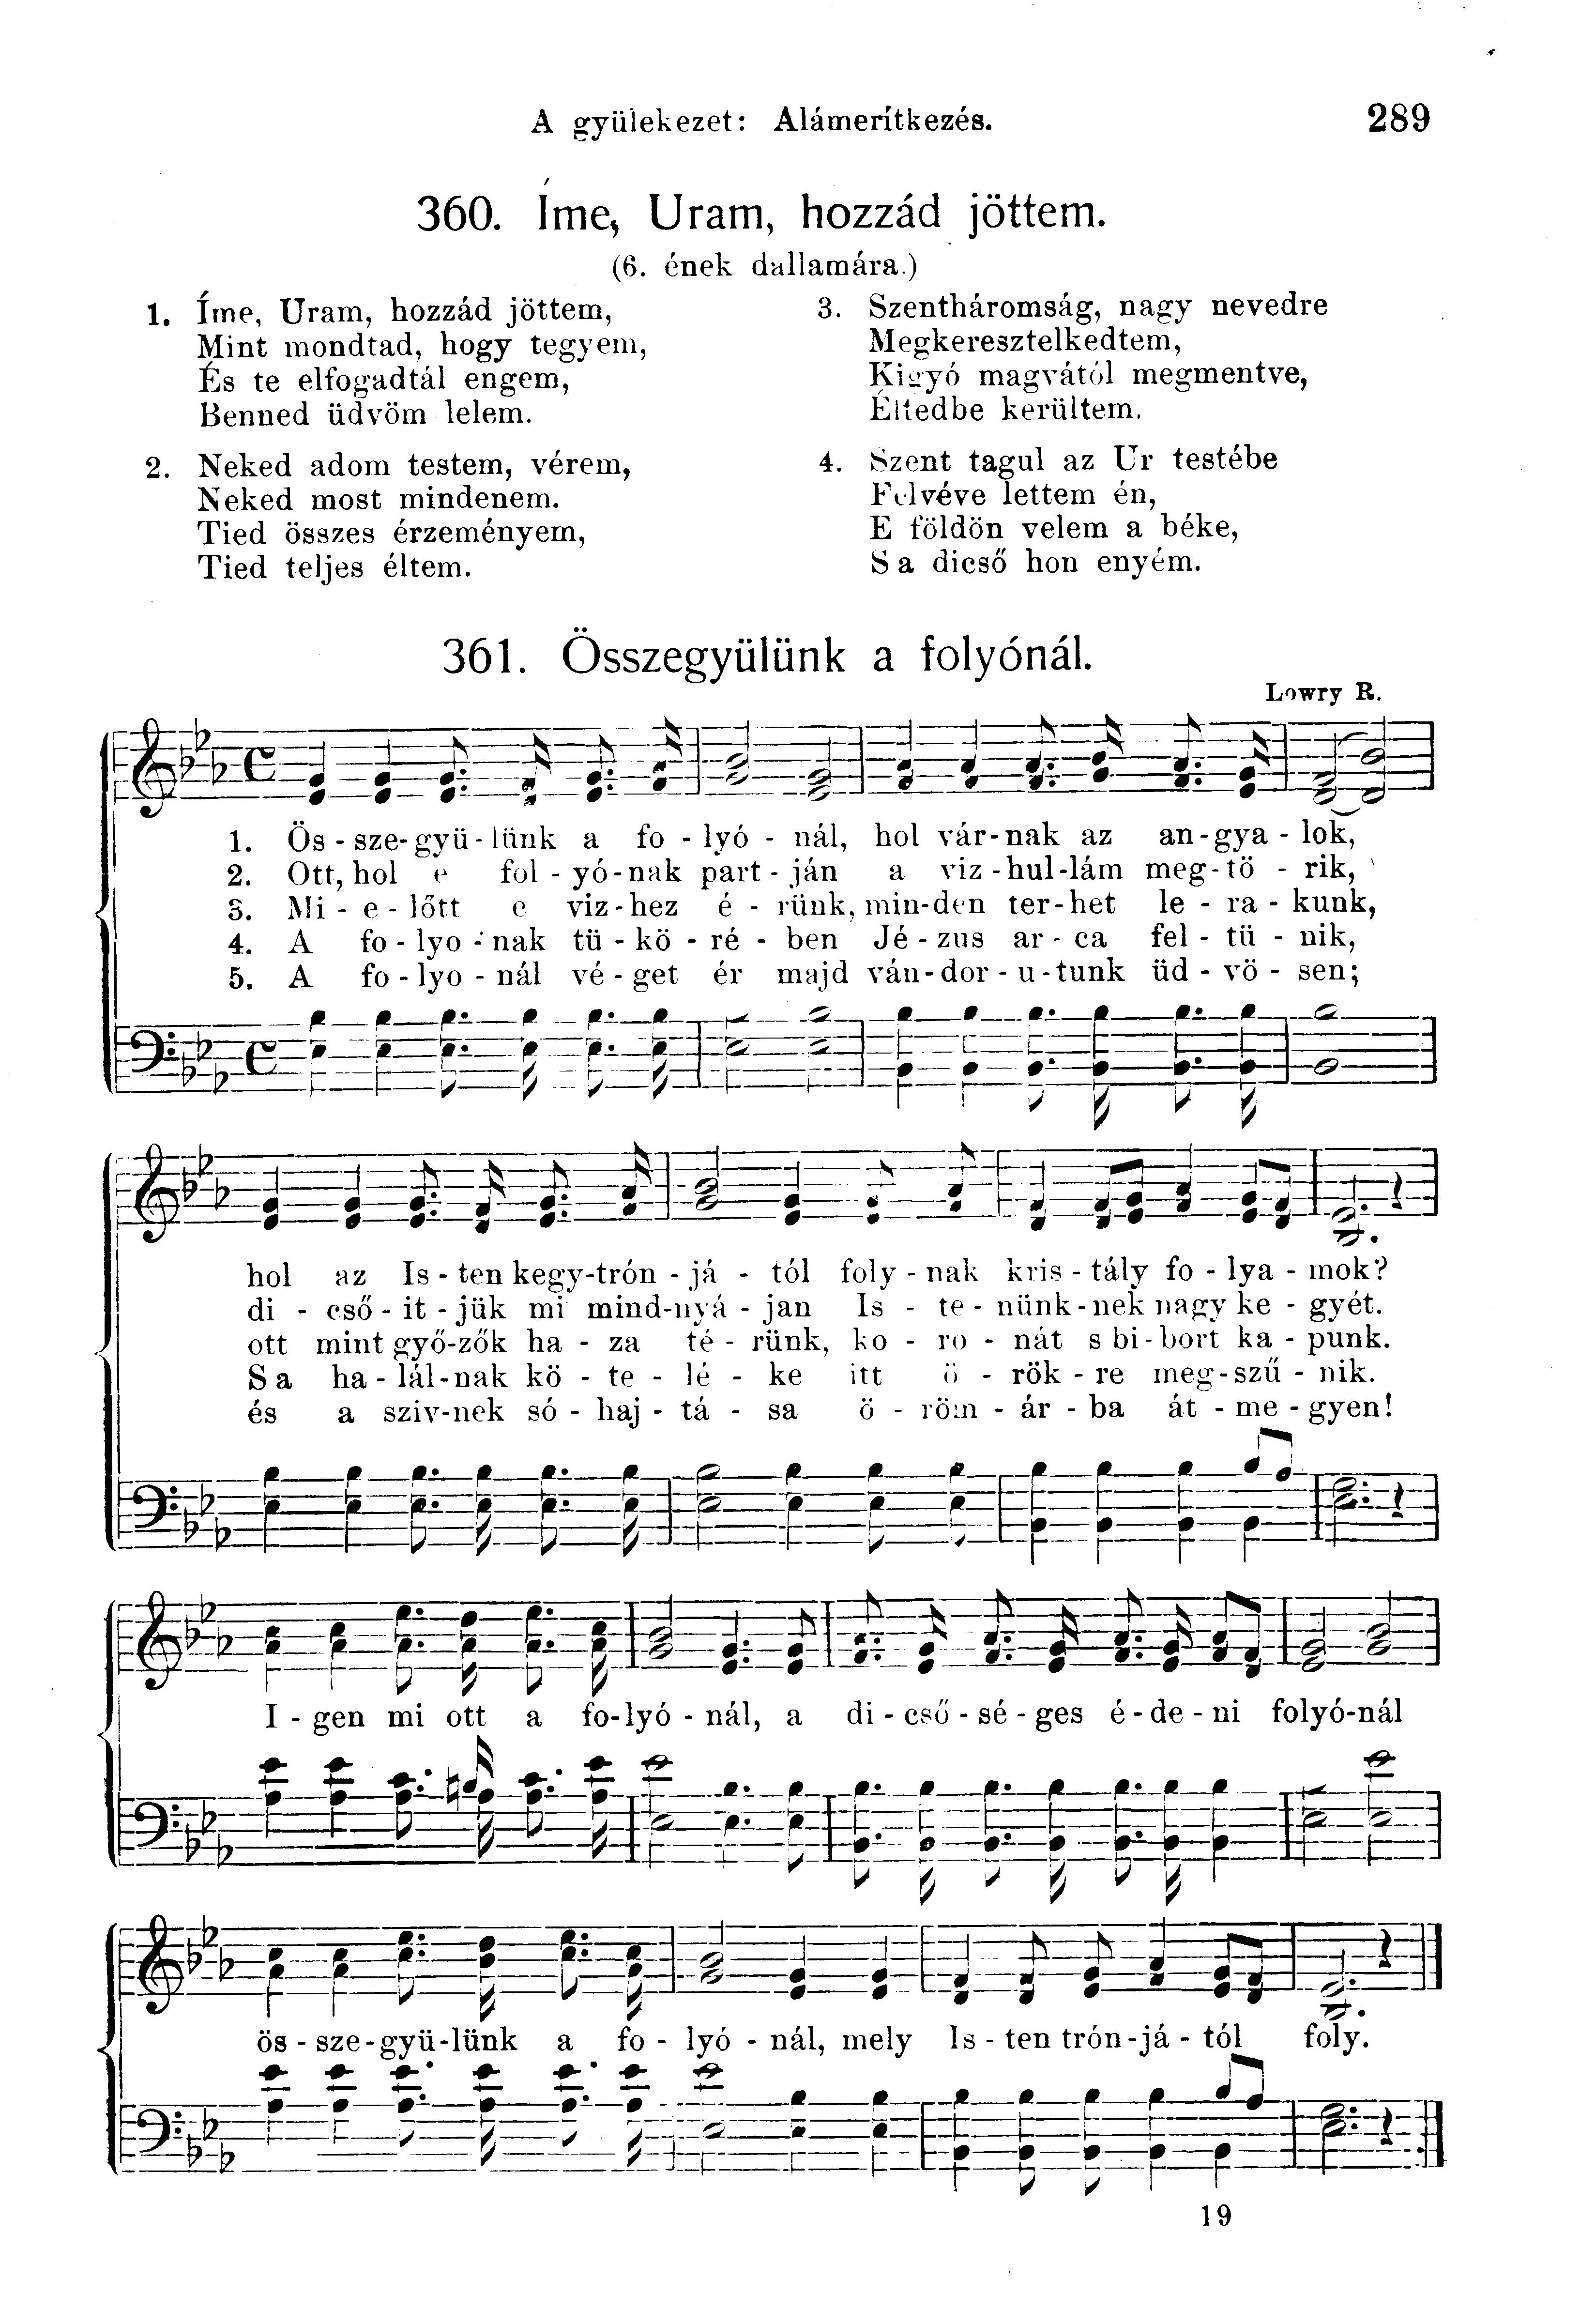 A gyülekezet: Alámerítkezés. 289
360. Íme, Uram, hozzád jöttem.
(6. ének dallamára.)
1. Íme, Uram, hozzád jöttem,
Mint mondtad, hogy tegyem,
És te elfogadtál engem,
Benned üdvöm lelem.
2. Neked adom testem, vérem,
Neked most mindenem.
Tied összes érzeményem,
Tied teljes éltem.
3. Szentháromság, nagy nevedre
Megkeresztelkedtem,
Kigyó magvától megmentve,
Éltedbe kerültem.
4. Szent tagul az Ur testébe
Felvéve lettem én,
E földön velem a béke,
S a dicső hon enyém.
361. Összegyülünk a folyónál.
Lowry R.
1. Ös - sze- gyü - lünk a fo - lyó - nál, hol vár-nak az an-gya - lok,
2. Ott, hol e fol - yó-nak part - ján a viz -hul-lám meg-tö - rik,
3. Mi - e - lőtt e viz-hez é - rünk, min-den ter-het le - ra - kunk,
4. A fo - lyo - nak tü - kö - ré - ben Jé - zus ar - ca fel - tü - nik,
5. A fo - lyo - nál vé - get ér majd ván-dor - u - tunk üd - vö - sen;
hol az Is - ten kegy-trón - já - tól foly - nak kris - tály fo - lya - mok?
di - cső - it - jük mi mind-nyá - jan Is - te - nünk-nek nagy ke - gyét.
ott mint győ-zők ha - za té - rünk, ko - ro - nát s bi-bort ka - punk.
S a ha - lál-nak kö - te - lé - ke itt ö - rök - re meg-szű - nik.
és a sziv-nek só - haj - tá - sa ö - röm - ár - ba át - me - gyen!
I - gen mi ott a fo-lyó - nál, a di - cső - sé - ges é - de - ni folyó-nál
ös - sze-gyü-lünk a fo - lyó - nál, mely Is - ten trón-já - tól foly.
19